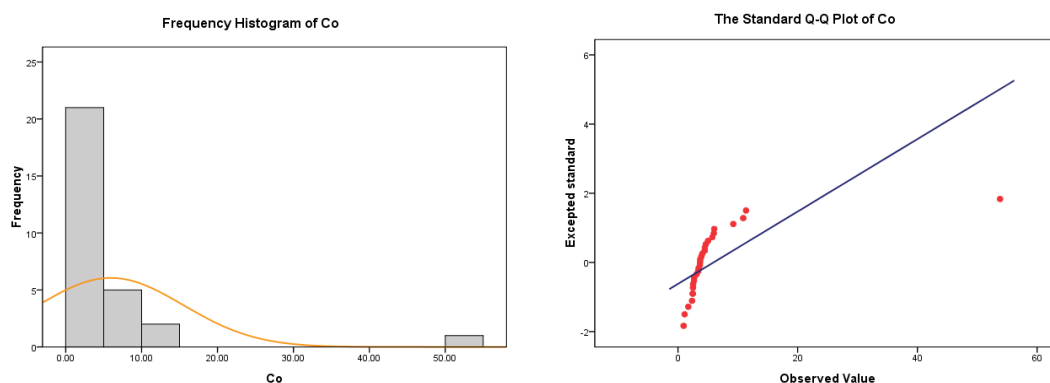 Frequency Histogram of Co
25
20
15
10
5
0
Frequency
0.00 10.00 20.00 30.00 40.00 50.00
Co
The Standard Q-Q Plot of Co
6
4
2
0
-2
Excepted standard
0 20 40 60
Observed Value